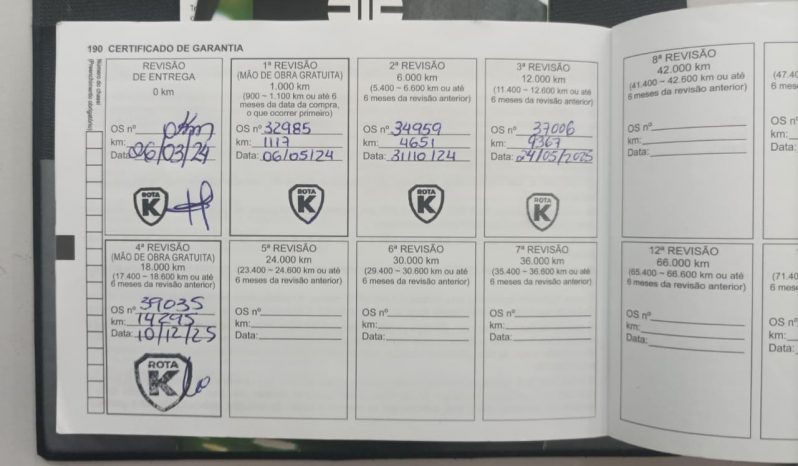 190 CERTIFICADO DE GARANTIA
Número do chassi
(Preenchimento obrigatório)
REVISÃO
DE ENTREGA
0 km
OS nº
km: 0km
Data: 06/03/24
ROTA
K
1ª REVISÃO
(MÃO DE OBRA GRATUITA)
1.000 km
(900 – 1.100 km ou até 6
meses da data da compra,
o que ocorrer primeiro)
OS nº 32985
km: 1117
Data: 06/05/24
ROTA
K
2ª REVISÃO
6.000 km
(5.400 – 6.600 km ou até
6 meses da revisão anterior)
OS nº 34959
km: 4651
Data: 31/10/24
ROTA
K
3ª REVISÃO
12.000 km
(11.400 – 12.600 km ou até
6 meses da revisão anterior)
OS nº 37006
km: 9367
Data: 24/05/2025
ROTA
K
8ª REVISÃO
42.000 km
(41.400 – 42.600 km ou até
6 meses da revisão anterior)
OS nº
km:
Data:
(47.40
6 mese
OS nº
km:
Data:
4ª REVISÃO
(MÃO DE OBRA GRATUITA)
18.000 km
(17.400 – 18.600 km ou até
6 meses da revisão anterior)
OS nº 39035
km: 14295
Data: 10/12/25
ROTA
K
5ª REVISÃO
24.000 km
(23.400 – 24.600 km ou até
6 meses da revisão anterior)
OS nº
km:
Data:
6ª REVISÃO
30.000 km
(29.400 – 30.600 km ou até
6 meses da revisão anterior)
OS nº
km:
Data:
7ª REVISÃO
36.000 km
(35.400 – 36.600 km ou até
6 meses da revisão anterior)
OS nº
km:
Data:
12ª REVISÃO
66.000 km
(65.400 – 66.600 km ou até
6 meses da revisão anterior)
OS nº
km:
Data:
(71.40
6 mese
OS nº
km:
Data: